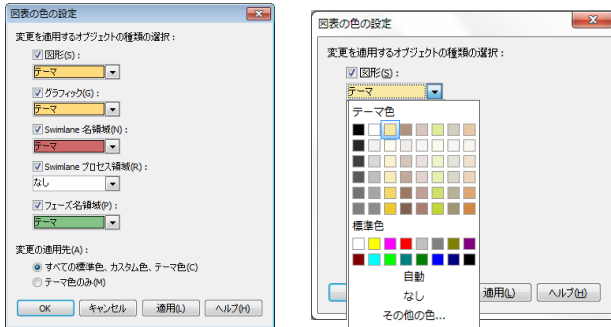 図表の色の設定
変更を適用するオブジェクトの種類の選択：
図形(S)：
テーマ
グラフィック(G)：
テーマ
Swimlane 名領域(N)：
テーマ
Swimlane プロセス領域(R)：
なし
フェーズ名領域(P)：
テーマ
変更の適用先(A)：
すべての標準色、カスタム色、テーマ色(C)
テーマ色のみ(M)
OK キャンセル 適用(L) ヘルプ(H)
図表の色の設定
変更を適用するオブジェクトの種類の選択：
図形(S)：
テーマ
テーマ色
標準色
自動
なし
その他の色...
適用(L) ヘルプ(H)